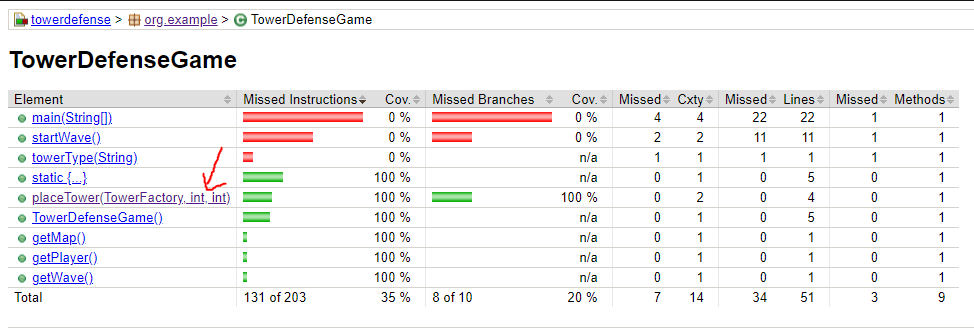 towerdefense > org.example > TowerDefenseGame
TowerDefenseGame
Element Missed Instructions Cov. Missed Branches Cov. Missed Cxty Missed Lines Missed Methods
main(String[]) 0 % 0 % 4 4 22 22 1 1
startWave() 0 % 0 % 2 2 11 11 1 1
towerType(String) 0 % n/a 1 1 1 1 1 1
static {...} 100 % n/a 0 1 0 5 0 1
placeTower(TowerFactory, int, int) 100 % 100 % 0 2 0 4 0 1
TowerDefenseGame() 100 % n/a 0 1 0 5 0 1
getMap() 100 % n/a 0 1 0 1 0 1
getPlayer() 100 % n/a 0 1 0 1 0 1
getWave() 100 % n/a 0 1 0 1 0 1
Total 131 of 203 35 % 8 of 10 20 % 7 14 34 51 3 9